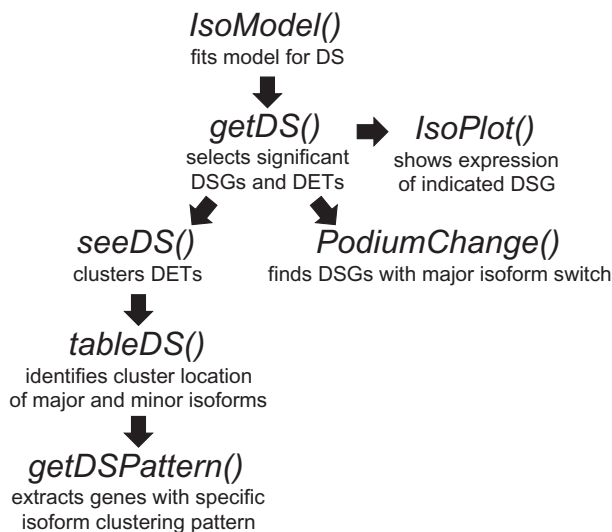 IsoModel()
fits model for DS
getDS()
selects significant
DSGs and DETs
IsoPlot()
shows expression
of indicated DSG
seeDS()
clusters DETs
PodiumChange()
finds DSGs with major isoform switch
tableDS()
identifies cluster location
of major and minor isoforms
getDSPattern()
extracts genes with specific
isoform clustering pattern